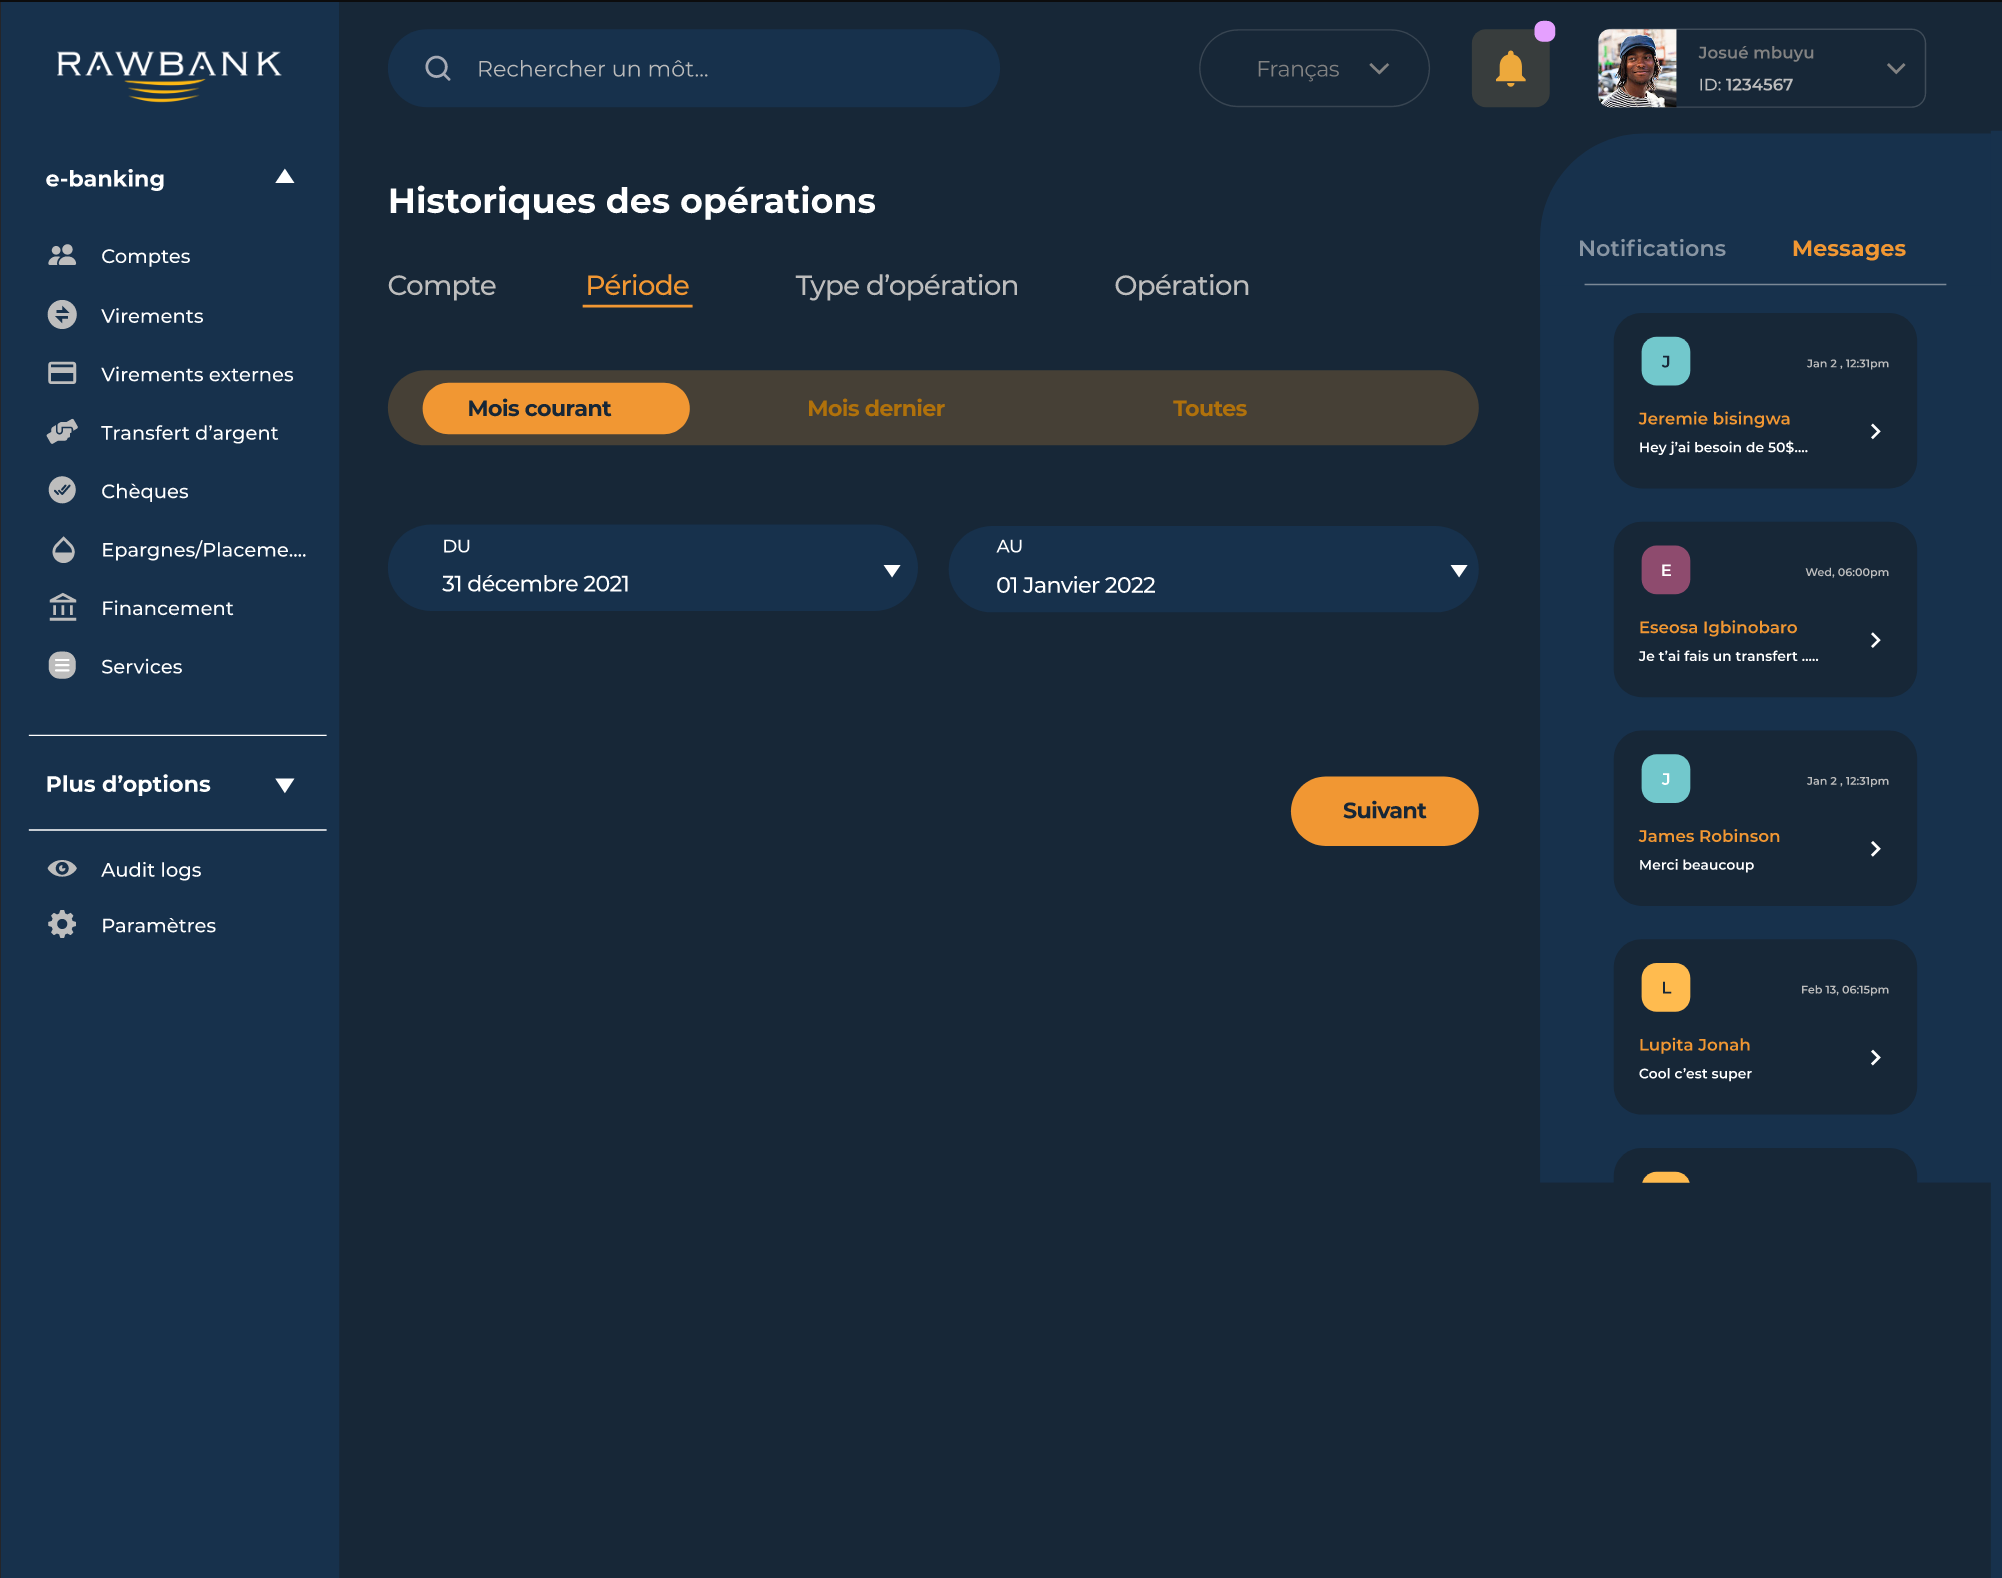 RAWBANK
Rechercher un môt...
Franças
Josué mbuyu
ID: 1234567
e-banking
Comptes
Virements
Virements externes
Transfert d’argent
Chèques
Epargnes/Placeme....
Financement
Services
Plus d’options
Audit logs
Paramètres
Historiques des opérations
Compte
Période
Type d’opération
Opération
Mois courant
Mois dernier
Toutes
DU
31 décembre 2021
AU
01 Janvier 2022
Suivant
Notifications
Messages
J
Jan 2 , 12:31pm
Jeremie bisingwa
Hey j’ai besoin de 50$....
E
Wed, 06:00pm
Eseosa Igbinobaro
Je t’ai fais un transfert .....
J
Jan 2 , 12:31pm
James Robinson
Merci beaucoup
L
Feb 13, 06:15pm
Lupita Jonah
Cool c’est super